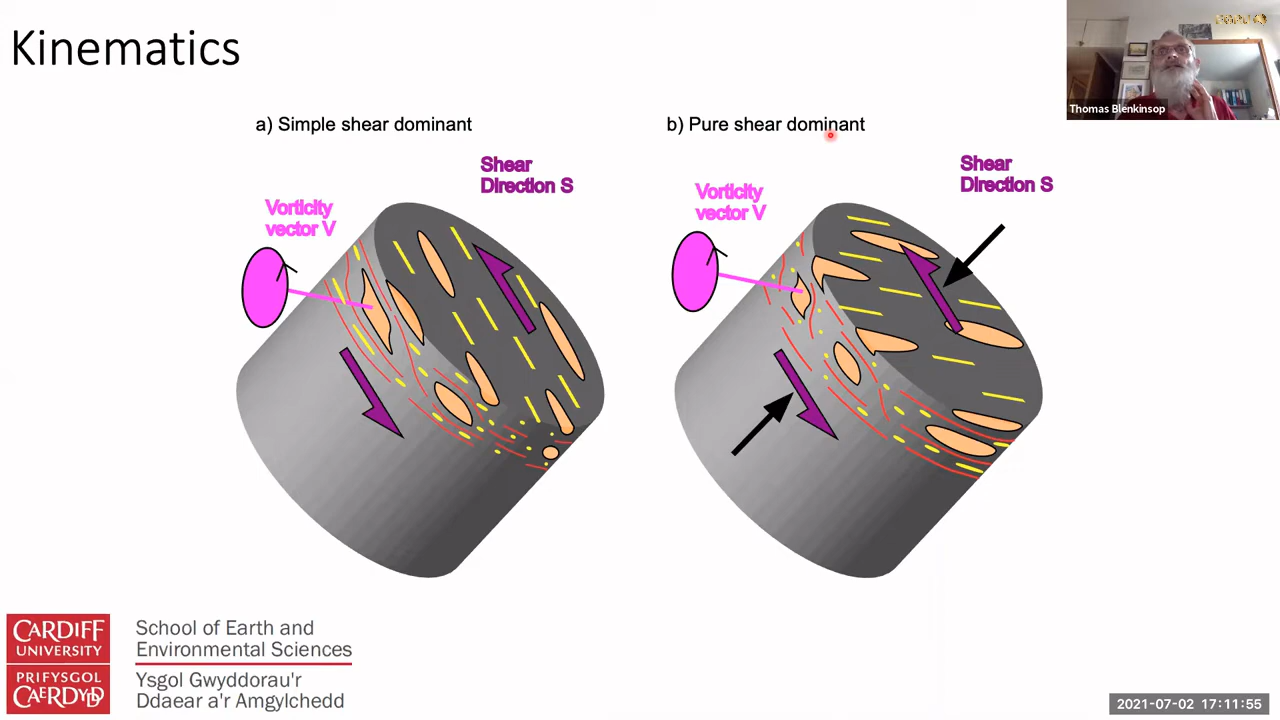 Kinematics
Thomas Blenkinsop
a) Simple shear dominant
b) Pure shear dominant
Shear
Direction S
Vorticity
vector V
Shear
Direction S
Vorticity
vector V
CARDIFF
UNIVERSITY
PRIFYSGOL
CAERDYDD
School of Earth and
Environmental Sciences
Ysgol Gwyddorau'r
Ddaear a'r Amgylchedd
2021-07-02 17:11:55